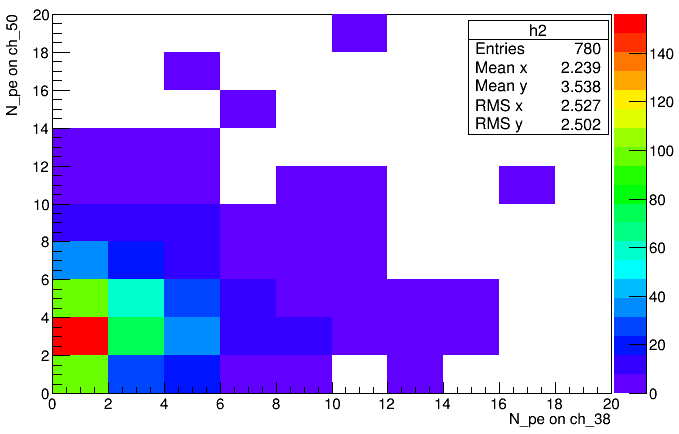 N_pe on ch_50
20
18
16
14
12
10
8
6
4
2
0
h2
Entries 780
Mean x 2.239
Mean y 3.538
RMS x 2.527
RMS y 2.502
140
120
100
80
60
40
20
0
0 2 4 6 8 10 12 14 16 18 20
N_pe on ch_38